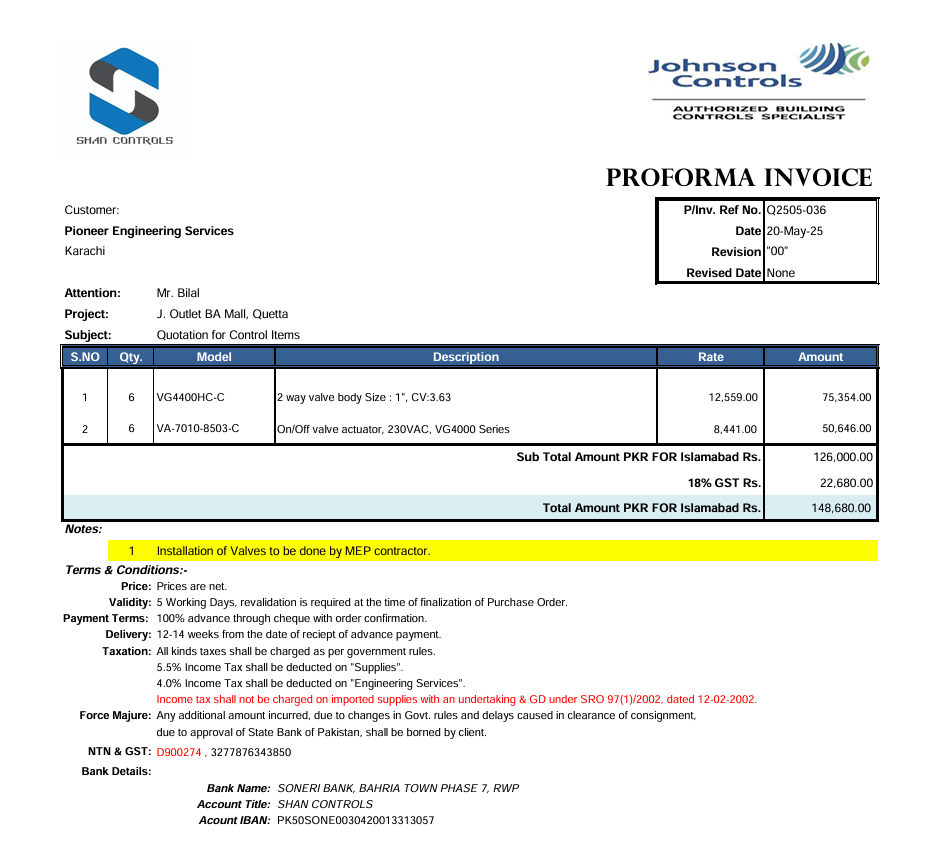 SHAN CONTROLS
Johnson
Controls
AUTHORIZED BUILDING
CONTROLS SPECIALIST
PROFORMA INVOICE
Customer:
Pioneer Engineering Services
Karachi
P/Inv. Ref No. Q2505-036
Date 20-May-25
Revision "00"
Revised Date None
Attention: Mr. Bilal
Project: J. Outlet BA Mall, Quetta
Subject: Quotation for Control Items
S.NO Qty. Model Description Rate Amount
1 6 VG4400HC-C 2 way valve body Size : 1", CV:3.63 12,559.00 75,354.00
2 6 VA-7010-8503-C On/Off valve actuator, 230VAC, VG4000 Series 8,441.00 50,646.00
Sub Total Amount PKR FOR Islamabad Rs. 126,000.00
18% GST Rs. 22,680.00
Total Amount PKR FOR Islamabad Rs. 148,680.00
Notes:
1 Installation of Valves to be done by MEP contractor.
Terms & Conditions:-
Price: Prices are net.
Validity: 5 Working Days, revalidation is required at the time of finalization of Purchase Order.
Payment Terms: 100% advance through cheque with order confirmation.
Delivery: 12-14 weeks from the date of reciept of advance payment.
Taxation: All kinds taxes shall be charged as per government rules.
5.5% Income Tax shall be deducted on "Supplies".
4.0% Income Tax shall be deducted on "Engineering Services".
Income tax shall not be charged on imported supplies with an undertaking & GD under SRO 97(1)/2002, dated 12-02-2002.
Force Majure: Any additional amount incurred, due to changes in Govt. rules and delays caused in clearance of consignment,
due to approval of State Bank of Pakistan, shall be borned by client.
NTN & GST: D900274 , 3277876343850
Bank Details:
Bank Name: SONERI BANK, BAHRIA TOWN PHASE 7, RWP
Account Title: SHAN CONTROLS
Acount IBAN: PK50SONE0030420013313057